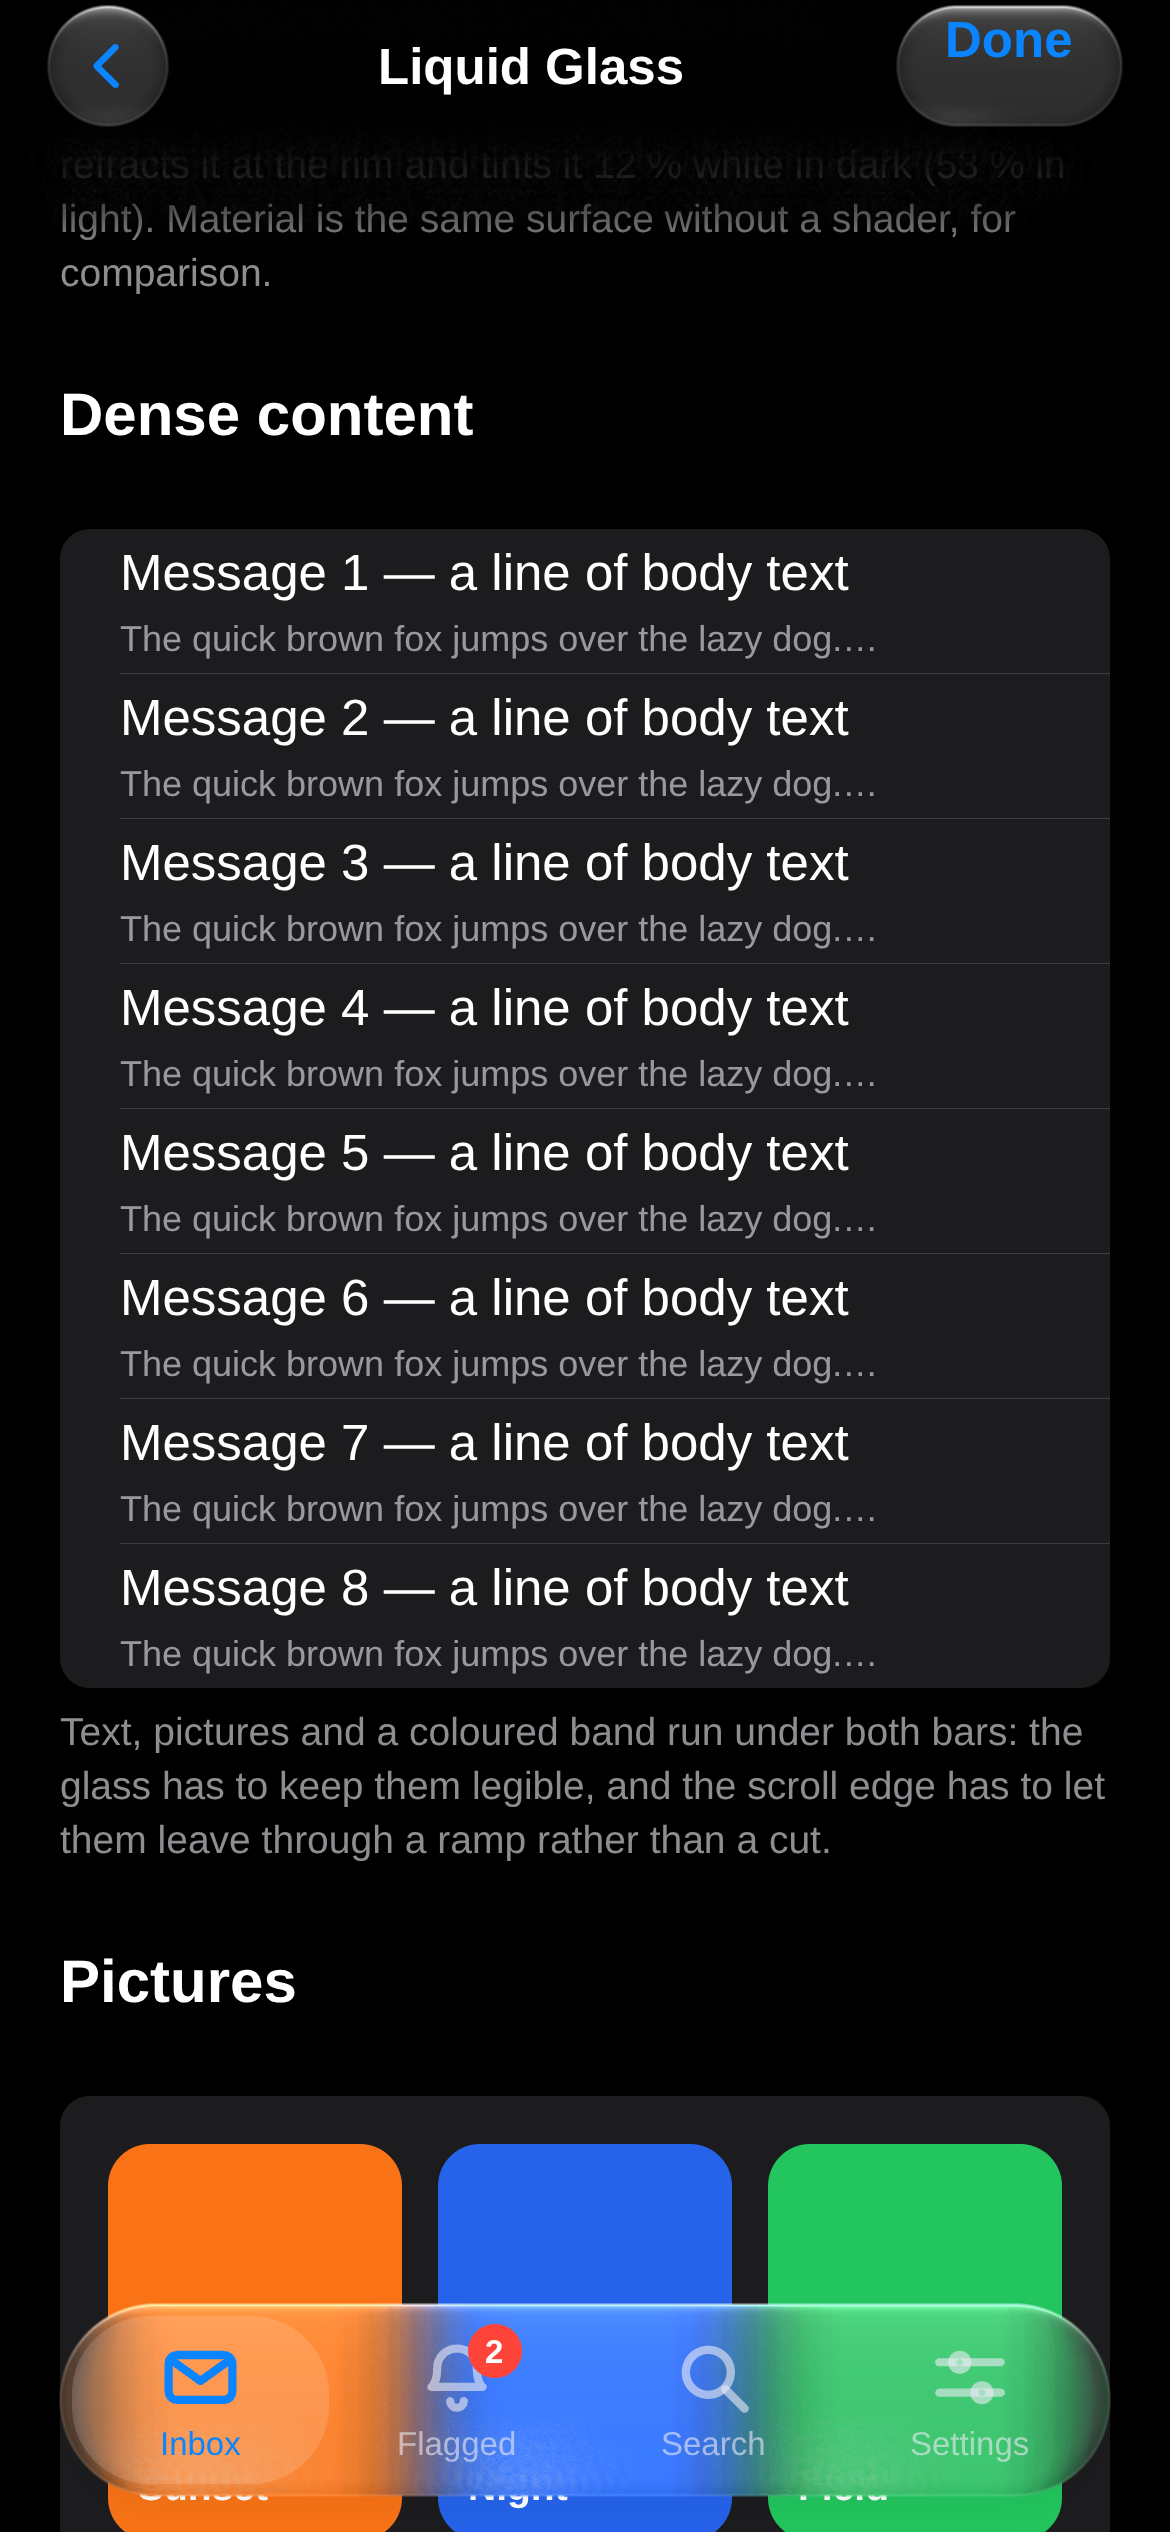 Liquid Glass
Done
refracts it at the rim and tints it 12 % white in dark (53 % in
light). Material is the same surface without a shader, for
comparison.
Dense content
Message 1 — a line of body text
The quick brown fox jumps over the lazy dog.…
Message 2 — a line of body text
The quick brown fox jumps over the lazy dog.…
Message 3 — a line of body text
The quick brown fox jumps over the lazy dog.…
Message 4 — a line of body text
The quick brown fox jumps over the lazy dog.…
Message 5 — a line of body text
The quick brown fox jumps over the lazy dog.…
Message 6 — a line of body text
The quick brown fox jumps over the lazy dog.…
Message 7 — a line of body text
The quick brown fox jumps over the lazy dog.…
Message 8 — a line of body text
The quick brown fox jumps over the lazy dog.…
Text, pictures and a coloured band run under both bars: the
glass has to keep them legible, and the scroll edge has to let
them leave through a ramp rather than a cut.
Pictures
2
Inbox
Flagged
Search
Settings
Sunset
Night
Field